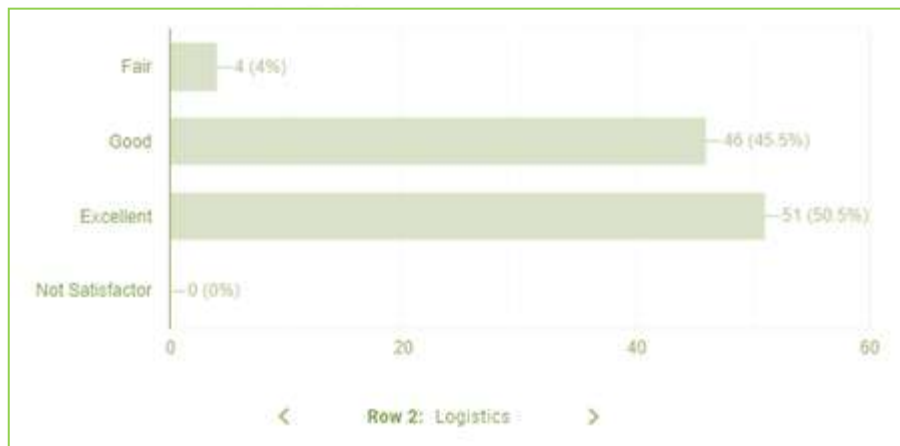 Fair 4 (4%)
Good 46 (45.5%)
Excellent 51 (50.5%)
Not Satisfactor 0 (0%)
0 20 40 60
Row 2: Logistics